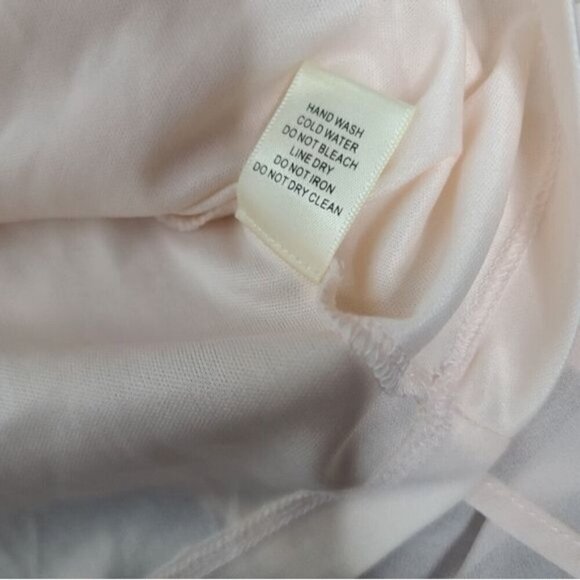 HAND WASH
COLD WATER
DO NOT BLEACH
LINE DRY
DO NOT IRON
DO NOT DRY CLEAN